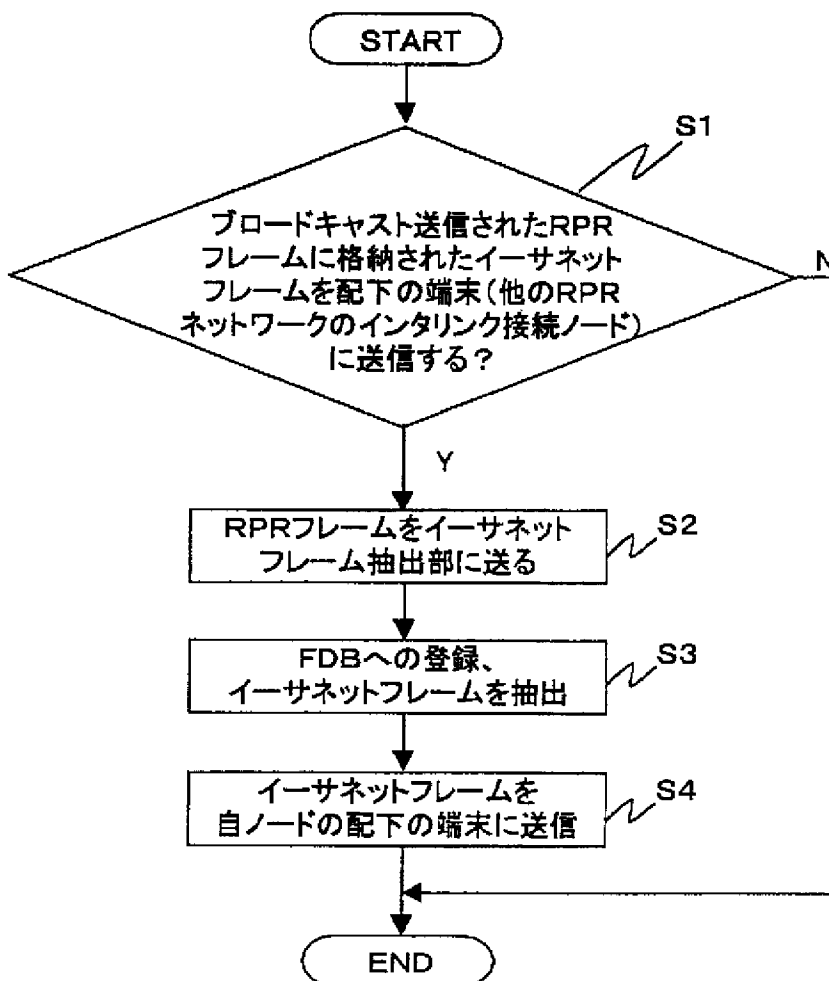 START
S1
ブロードキャスト送信されたRPR
フレームに格納されたイーサネット
フレームを配下の端末(他のRPR
ネットワークのインタリンク接続ノード)
に送信する?
N
Y
RPRフレームをイーサネット
フレーム抽出部に送る
S2
FDBへの登録、
イーサネットフレームを抽出
S3
イーサネットフレームを
自ノードの配下の端末に送信
S4
END